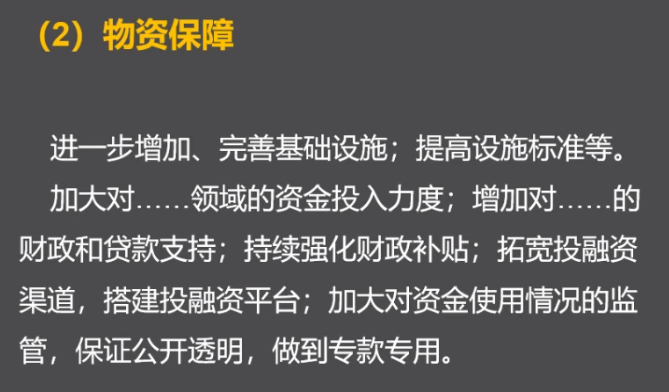 （2）物资保障
进一步增加、完善基础设施；提高设施标准等。
加大对……领域的资金投入力度；增加对……的
财政和贷款支持；持续强化财政补贴；拓宽投融资
渠道，搭建投融资平台；加大对资金使用情况的监
管，保证公开透明，做到专款专用。